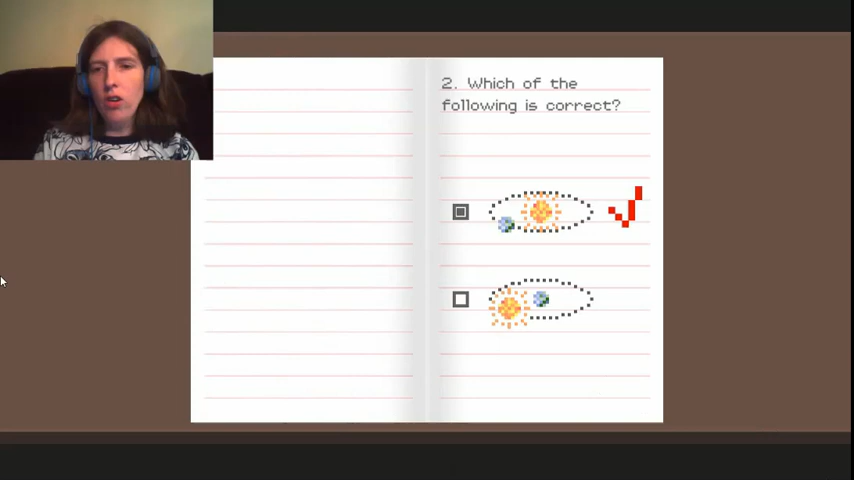 2. Which of the
following is correct?